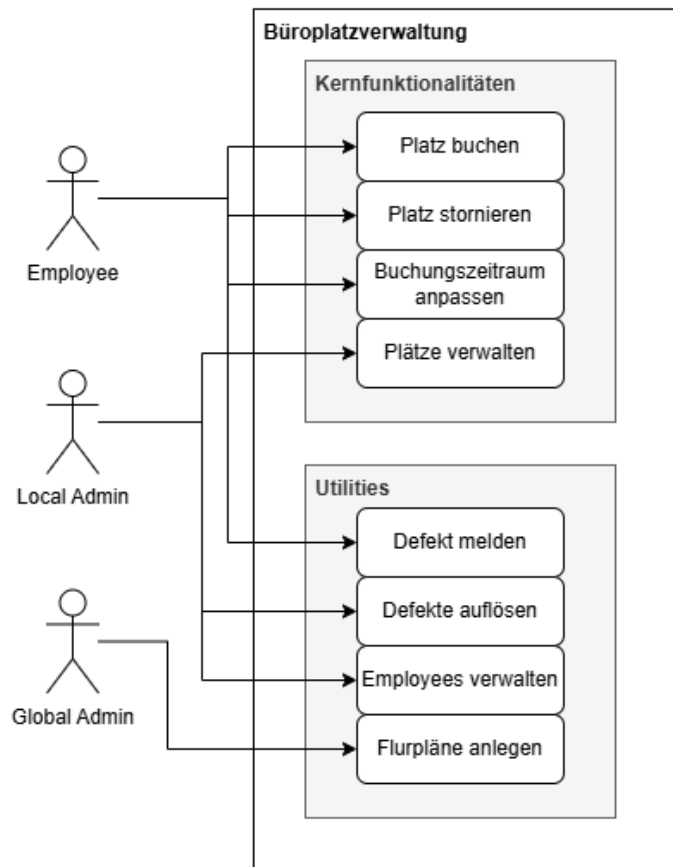 Büroplatzverwaltung
Kernfunktionalitäten
Platz buchen
Platz stornieren
Buchungszeitraum
anpassen
Plätze verwalten
Employee
Local Admin
Utilities
Defekt melden
Defekte auflösen
Employees verwalten
Flurpläne anlegen
Global Admin